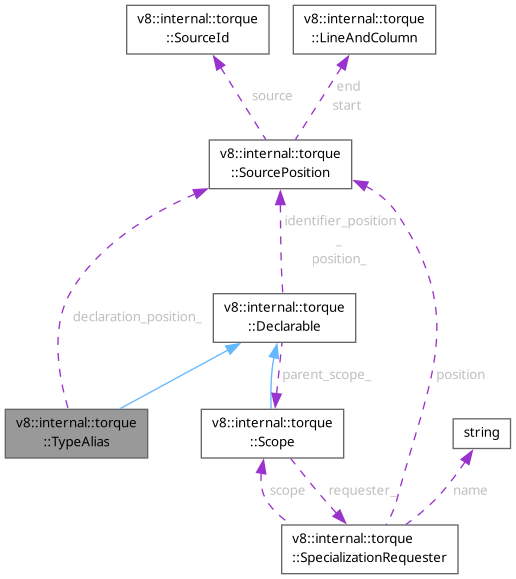 v8::internal::torque
::SourceId
v8::internal::torque
::LineAndColumn
source
end
start
v8::internal::torque
::SourcePosition
identifier_position
_
position_
declaration_position_
v8::internal::torque
::Declarable
parent_scope_
position
v8::internal::torque
::TypeAlias
v8::internal::torque
::Scope
string
scope
requester_
name
v8::internal::torque
::SpecializationRequester